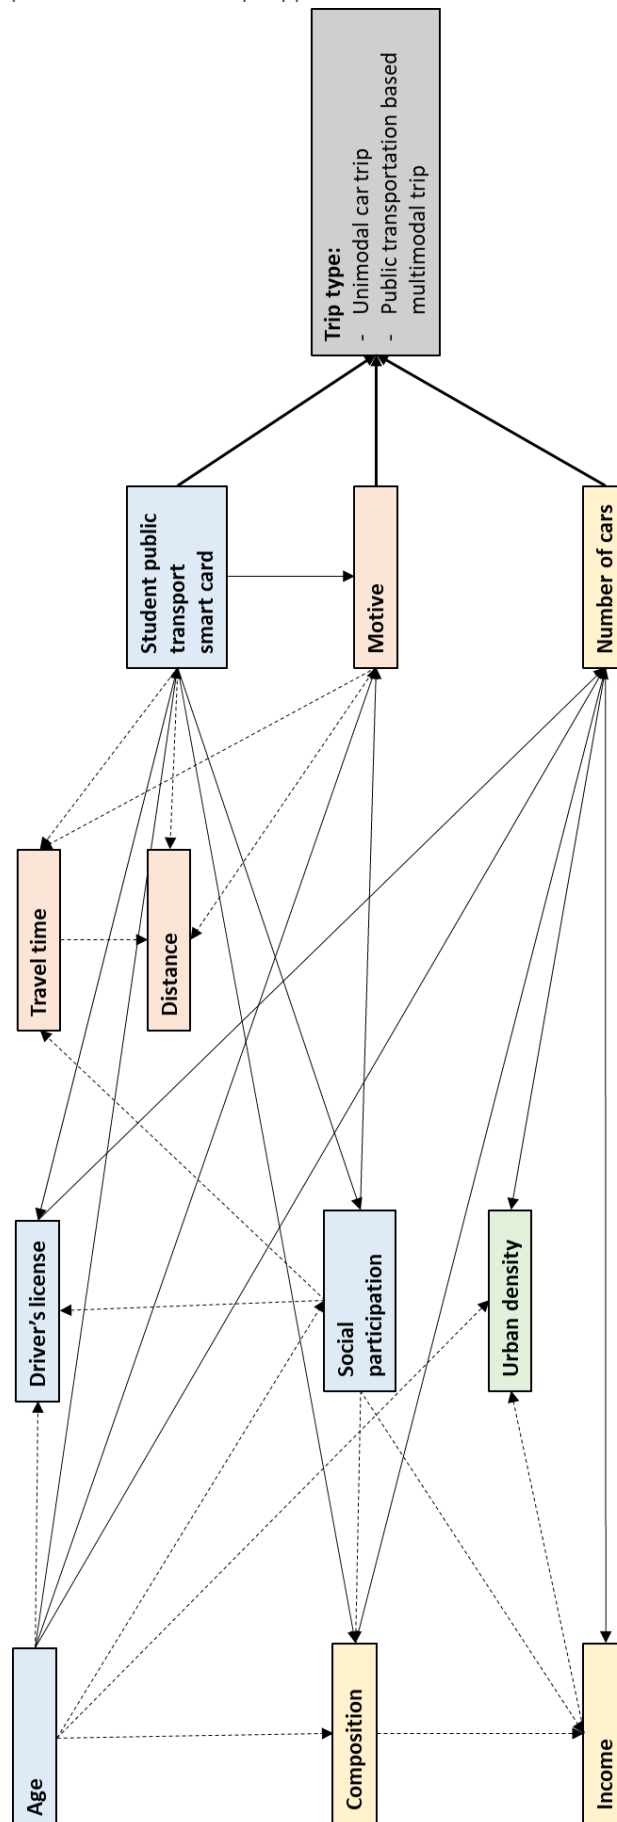 Age
Composition
Income
Driver's license
Social
participation
Urban density
Travel time
Distance
Student public
transport
smart card
Motive
Number of cars
Trip type:
- Unimodal car trip
- Public transportation based
multimodal trip